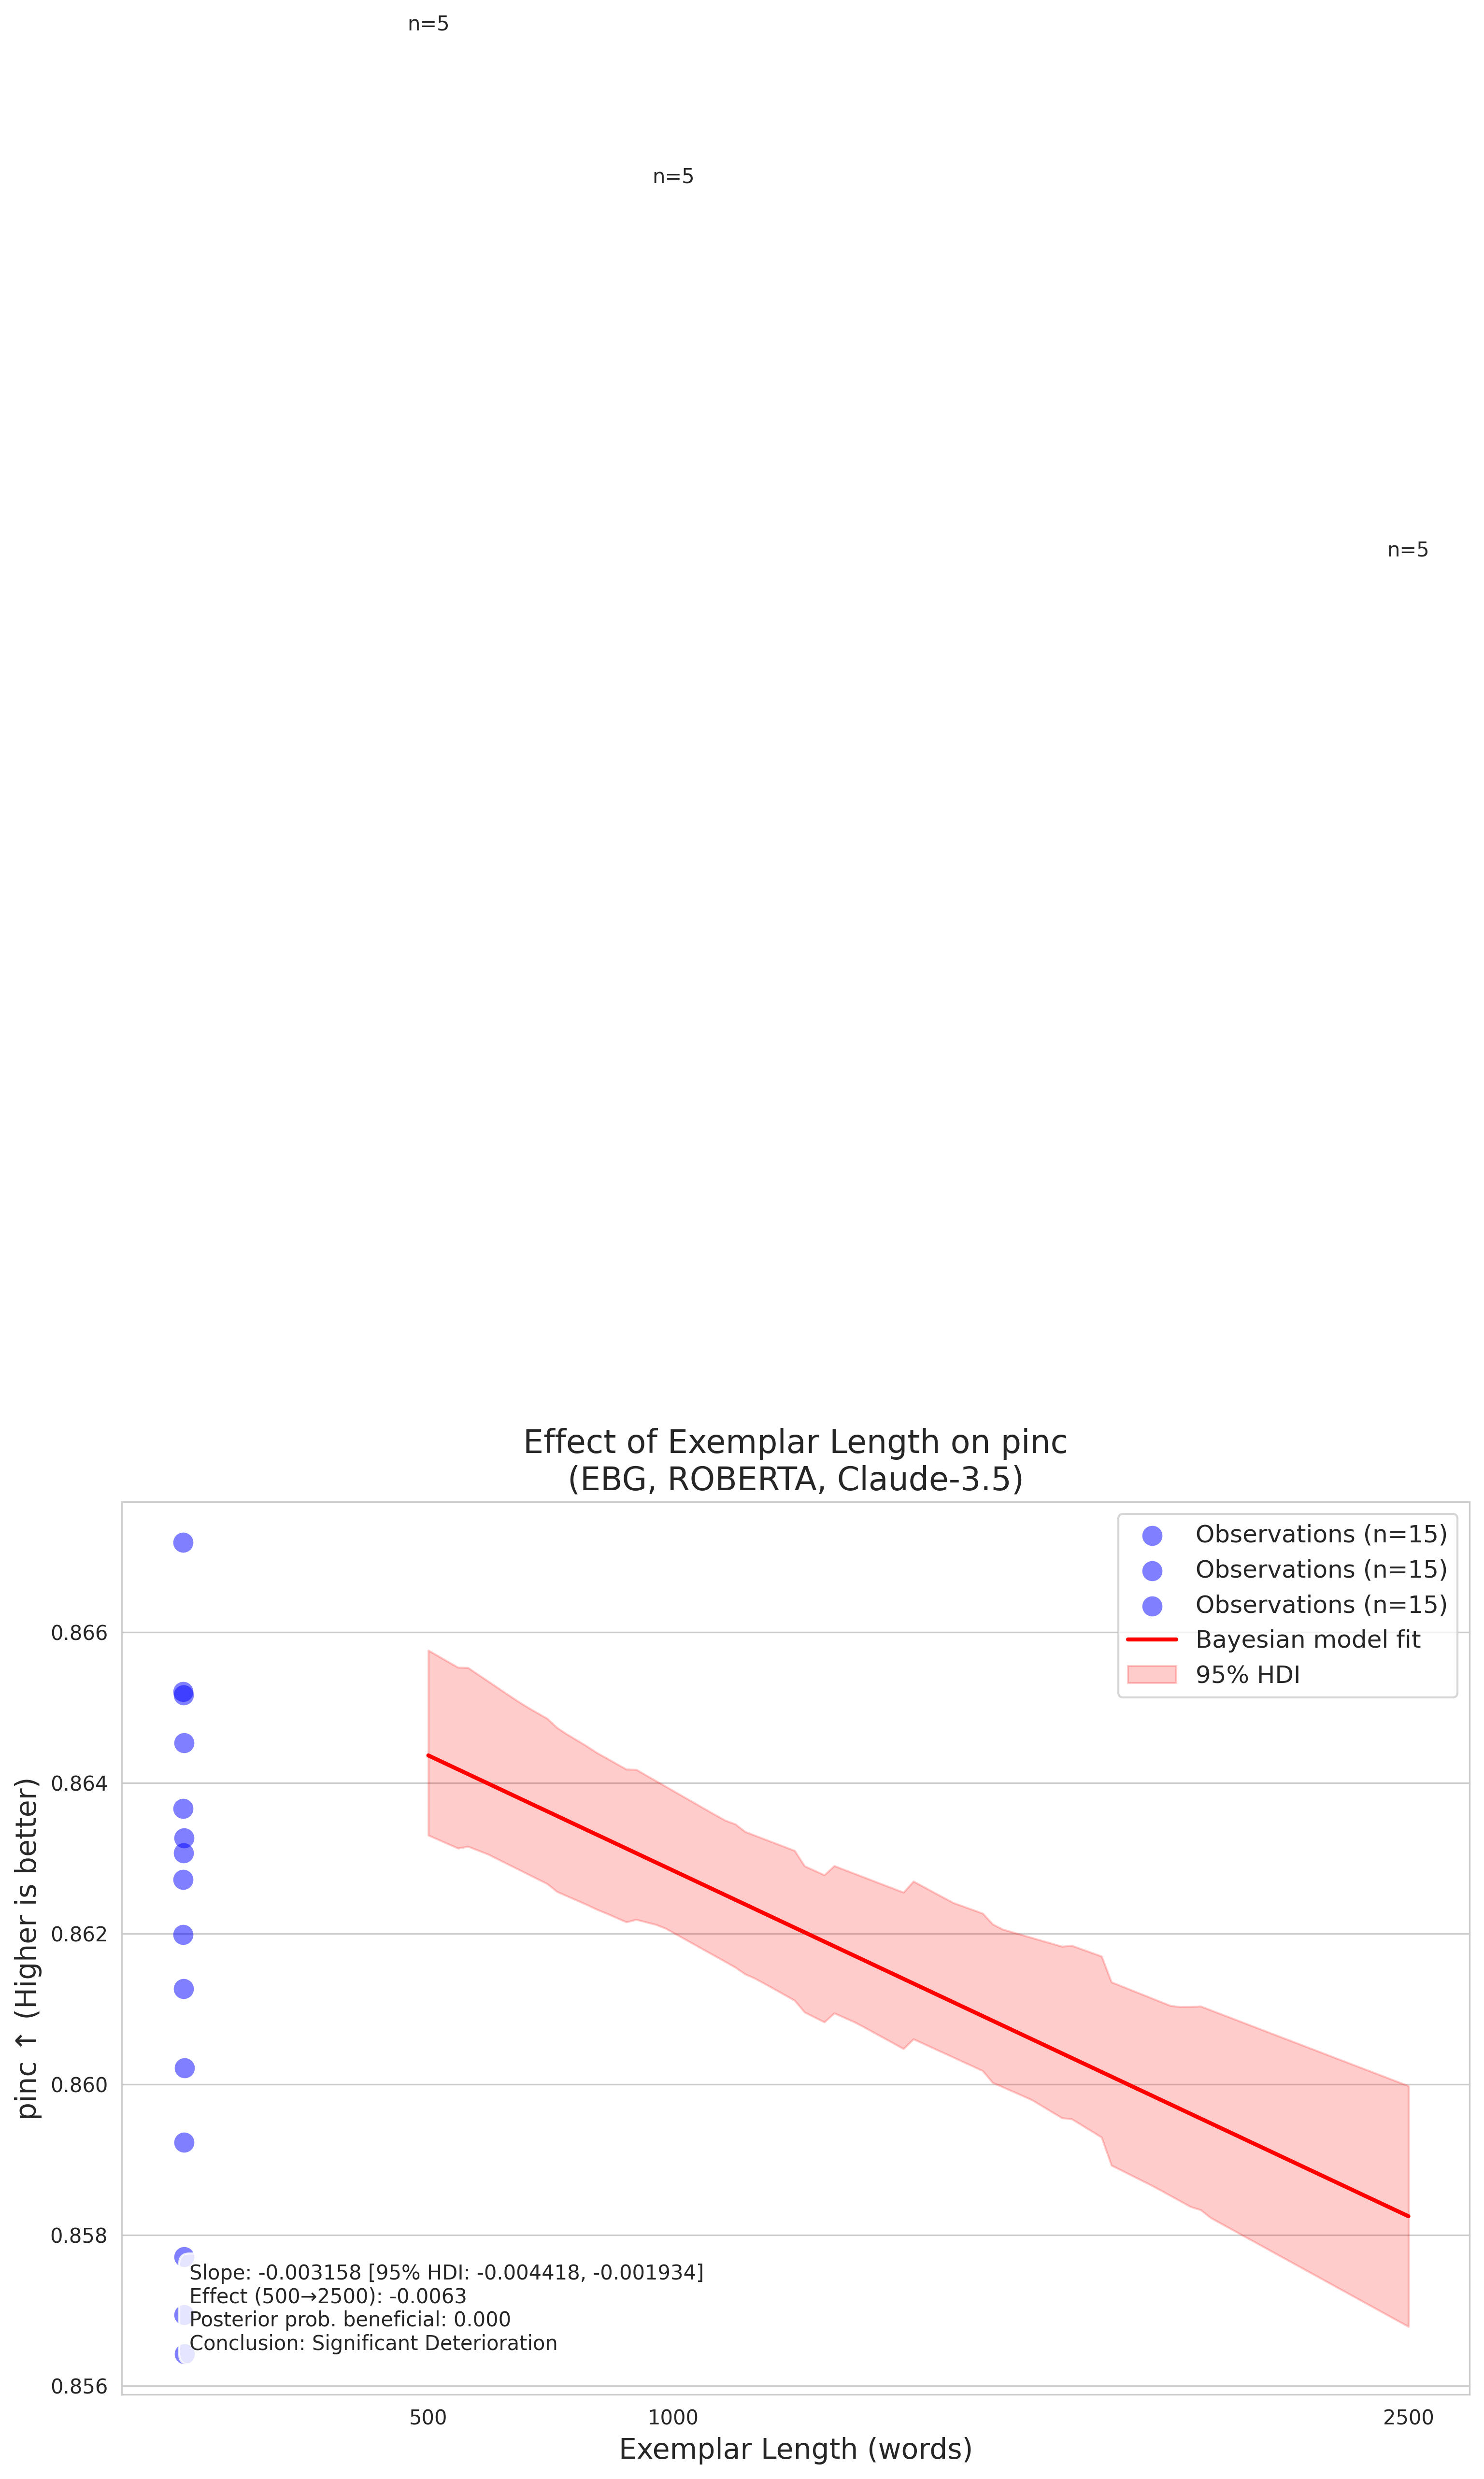 n=5
n=5
n=5
Effect of Exemplar Length on pinc
(EBG, ROBERTA, Claude-3.5)
Observations (n=15)
Observations (n=15)
Observations (n=15)
Bayesian model fit
95% HDI
pinc ↑ (Higher is better)
0.866
0.864
0.862
0.860
0.858
0.856
Slope: -0.003158 [95% HDI: -0.004418, -0.001934]
Effect (500→2500): -0.0063
Posterior prob. beneficial: 0.000
Conclusion: Significant Deterioration
500
1000
2500
Exemplar Length (words)